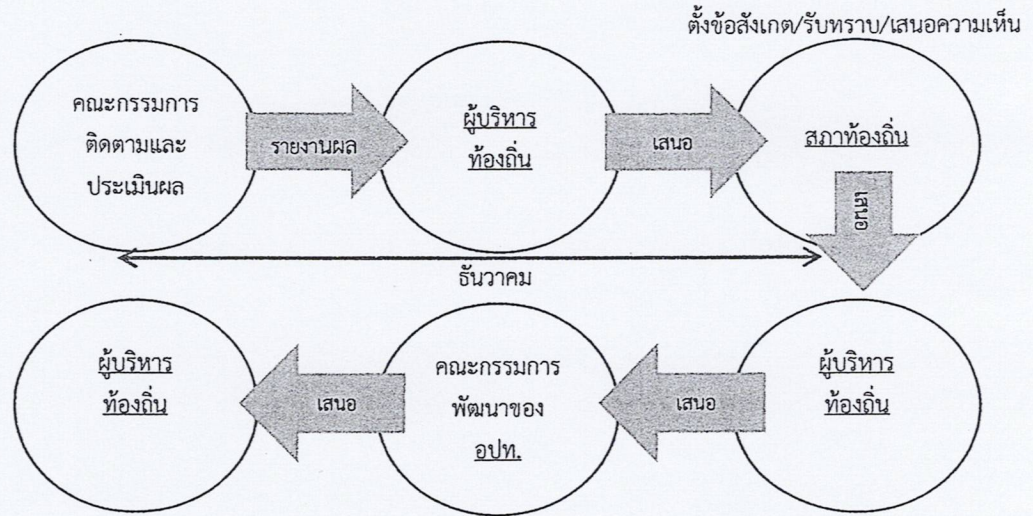 ตั้งข้อสังเกต/รับทราบ/เสนอความเห็น
คณะกรรมการ
ติดตามและ
ประเมินผล
รายงานผล
ผู้บริหาร
ท้องถิ่น
เสนอ
สภาท้องถิ่น
เสนอ
ธันวาคม
ผู้บริหาร
ท้องถิ่น
เสนอ
คณะกรรมการ
พัฒนาของ
อปท.
เสนอ
ผู้บริหาร
ท้องถิ่น